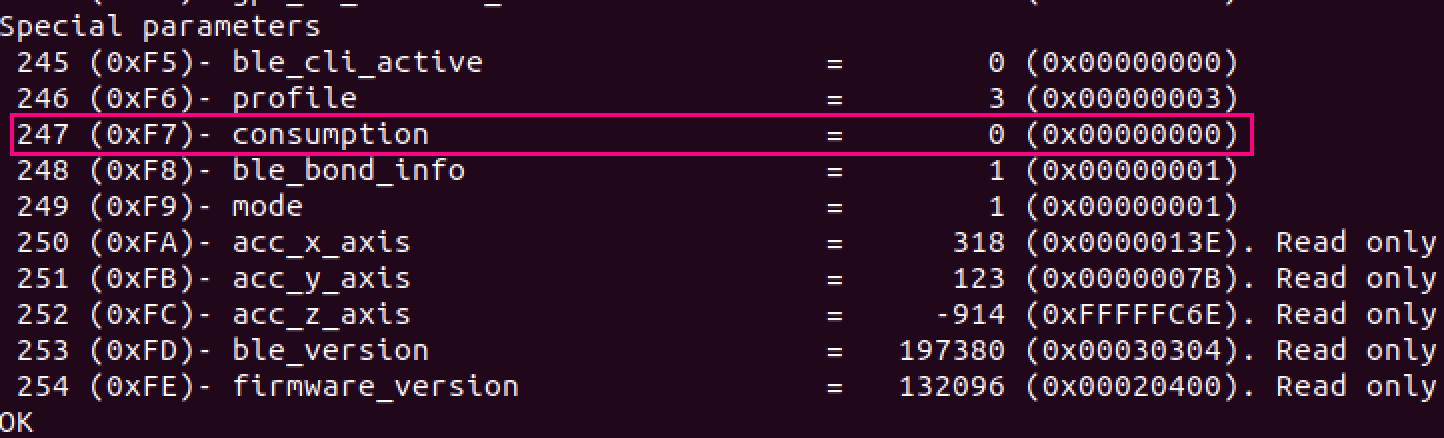 Special parameters
245 (0xF5)- ble_cli_active = 0 (0x00000000)
246 (0xF6)- profile = 3 (0x00000003)
247 (0xF7)- consumption = 0 (0x00000000)
248 (0xF8)- ble_bond_info = 1 (0x00000001)
249 (0xF9)- mode = 1 (0x00000001)
250 (0xFA)- acc_x_axis = 318 (0x0000013E). Read only
251 (0xFB)- acc_y_axis = 123 (0x0000007B). Read only
252 (0xFC)- acc_z_axis = -914 (0xFFFFFC6E). Read only
253 (0xFD)- ble_version = 197380 (0x00030304). Read only
254 (0xFE)- firmware_version = 132096 (0x00020400). Read only
OK